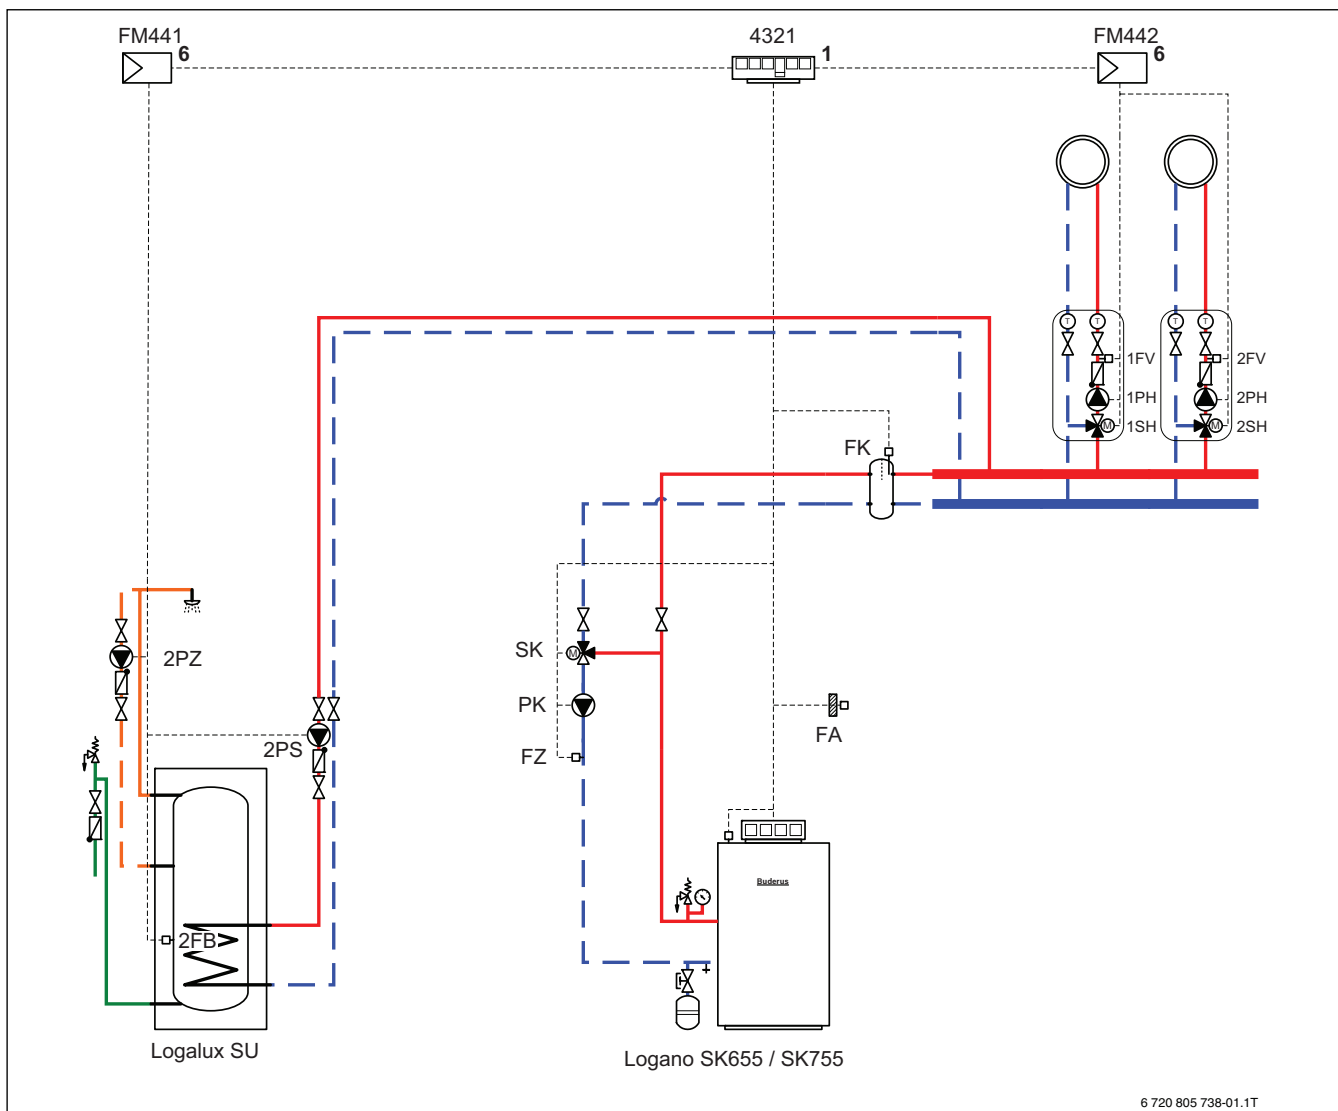 FM441
6
4321
1
FM442
6
T
T
T
T
1FV
2FV
1PH
2PH
M
1SH
M
2SH
FK
SK
M
2PZ
PK
FA
2PS
FZ
Buderus
2FB
Logalux SU
Logano SK655 / SK755
6 720 805 738-01.1T